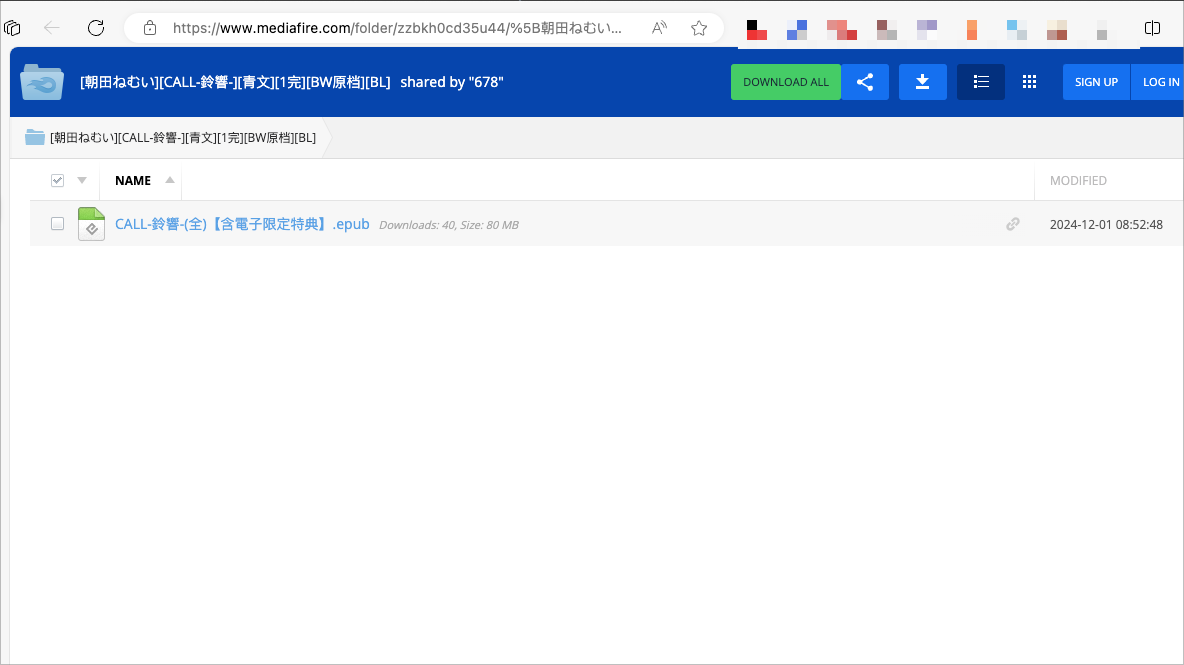 https://www.mediafire.com/folder/zzbkh0cd35u44/%5B朝田ねむい...
[朝田ねむい][CALL-鈴響-][青文][1完][BW原档][BL] shared by "678"
DOWNLOAD ALL
SIGN UP
LOG IN
[朝田ねむい][CALL-鈴響-][青文][1完][BW原档][BL]
NAME
MODIFIED
CALL-鈴響-(全)【含電子限定特典】.epub Downloads: 40, Size: 80 MB
2024-12-01 08:52:48